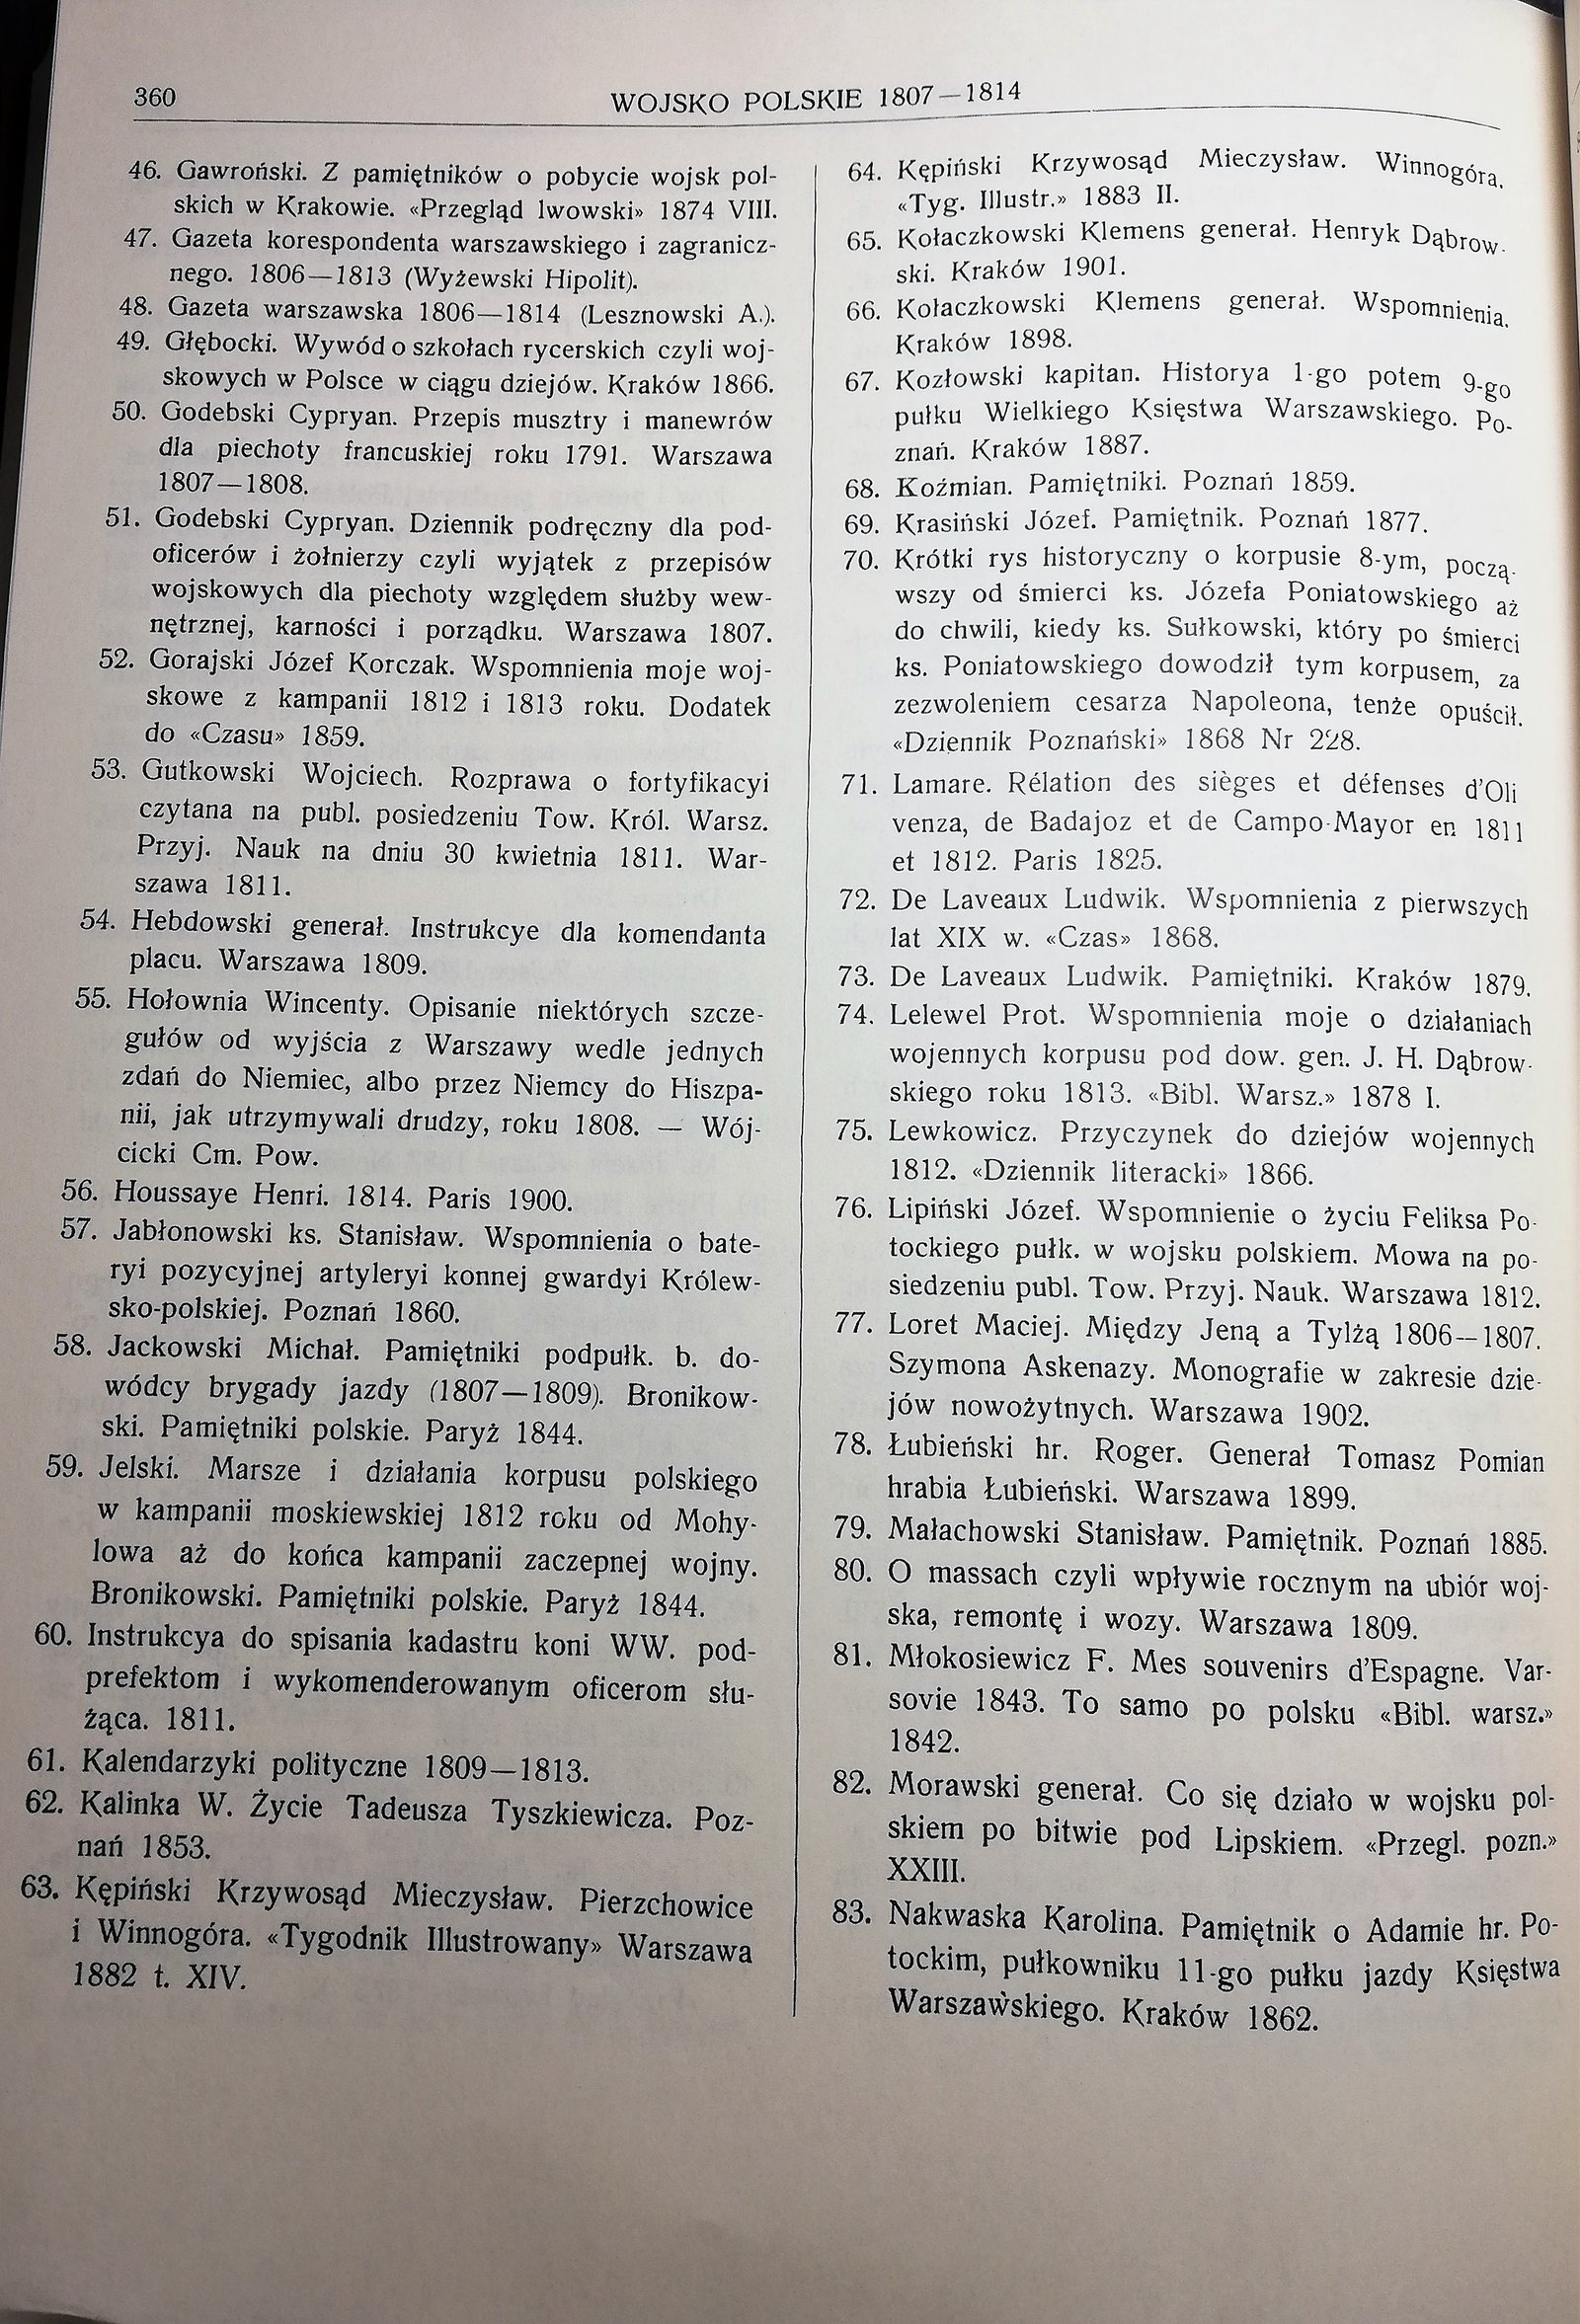 360
WOJSKO POLSKIE 1807—1814
46. Gawroński. Z pamiętników o pobycie wojsk pol-
skich w Krakowie. «Przegląd lwowski» 1874 VIII.
47. Gazeta korespondenta warszawskiego i zagranicz-
nego. 1806—1813 (Wyżewski Hipolit).
48. Gazeta warszawska 1806—1814 (Lesznowski A.).
49. Głębocki. Wywód o szkołach rycerskich czyli woj-
skowych w Polsce w ciągu dziejów. Kraków 1866.
50. Godebski Cypryan. Przepis musztry i manewrów
dla piechoty francuskiej roku 1791. Warszawa
1807—1808.
51. Godebski Cypryan. Dziennik podręczny dla pod-
oficerów i żołnierzy czyli wyjątek z przepisów
wojskowych dla piechoty względem służby wew-
nętrznej, karności i porządku. Warszawa 1807.
52. Gorajski Józef Korczak. Wspomnienia moje woj-
skowe z kampanii 1812 i 1813 roku. Dodatek
do «Czasu» 1859.
53. Gutkowski Wojciech. Rozprawa o fortyfikacyi
czytana na publ. posiedzeniu Tow. Król. Warsz.
Przyj. Nauk na dniu 30 kwietnia 1811. War-
szawa 1811.
54. Hebdowski generał. Instrukcye dla komendanta
placu. Warszawa 1809.
55. Hołownia Wincenty. Opisanie niektórych szcze-
gułów od wyjścia z Warszawy wedle jednych
zdań do Niemiec, albo przez Niemcy do Hiszpa-
nii, jak utrzymywali drudzy, roku 1808. — Wój-
cicki Cm. Pow.
56. Houssaye Henri. 1814. Paris 1900.
57. Jabłonowski ks. Stanisław. Wspomnienia o bate-
ryi pozycyjnej artyleryi konnej gwardyi Królew-
sko-polskiej. Poznań 1860.
58. Jackowski Michał. Pamiętniki podpułk. b. do-
wódcy brygady jazdy (1807—1809). Bronikow-
ski. Pamiętniki polskie. Paryż 1844.
59. Jelski. Marsze i działania korpusu polskiego
w kampanii moskiewskiej 1812 roku od Mohy-
lowa aż do końca kampanii zaczepnej wojny.
Bronikowski. Pamiętniki polskie. Paryż 1844.
60. Instrukcya do spisania kadastru koni WW. pod-
prefektom i wykomenderowanym oficerom słu-
żąca. 1811.
61. Kalendarzyki polityczne 1809—1813.
62. Kalinka W. Życie Tadeusza Tyszkiewicza. Poz-
nań 1853.
63. Kępiński Krzywosąd Mieczysław. Pierzchowice
i Winnogóra. «Tygodnik Illustrowany» Warszawa
1882 t. XIV.
64. Kępiński Krzywosąd Mieczysław. Winnogóra.
«Tyg. Illustr.» 1883 II.
65. Kołaczkowski Klemens generał. Henryk Dąbrow-
ski. Kraków 1901.
66. Kołaczkowski Klemens generał. Wspomnienia.
Kraków 1898.
67. Kozłowski kapitan. Historya 1-go potem 9-go
pułku Wielkiego Księstwa Warszawskiego. Po-
znań. Kraków 1887.
68. Koźmian. Pamiętniki. Poznań 1859.
69. Krasiński Józef. Pamiętnik. Poznań 1877.
70. Krótki rys historyczny o korpusie 8-ym, począ-
wszy od śmierci ks. Józefa Poniatowskiego aż
do chwili, kiedy ks. Sułkowski, który po śmierci
ks. Poniatowskiego dowodził tym korpusem, za
zezwoleniem cesarza Napoleona, tenże opuścił.
«Dziennik Poznański» 1868 Nr 228.
71. Lamare. Rélation des sièges et défenses d'Oli
venza, de Badajoz et de Campo-Mayor en 1811
et 1812. Paris 1825.
72. De Laveaux Ludwik. Wspomnienia z pierwszych
lat XIX w. «Czas» 1868.
73. De Laveaux Ludwik. Pamiętniki. Kraków 1879.
74. Lelewel Prot. Wspomnienia moje o działaniach
wojennych korpusu pod dow. gen. J. H. Dąbrow-
skiego roku 1813. «Bibl. Warsz.» 1878 I.
75. Lewkowicz. Przyczynek do dziejów wojennych
1812. «Dziennik literacki» 1866.
76. Lipiński Józef. Wspomnienie o życiu Feliksa Po-
tockiego pułk. w wojsku polskiem. Mowa na po-
siedzeniu publ. Tow. Przyj. Nauk. Warszawa 1812.
77. Loret Maciej. Między Jeną a Tylżą 1806—1807.
Szymona Askenazy. Monografie w zakresie dzie-
jów nowożytnych. Warszawa 1902.
78. Łubieński hr. Roger. Generał Tomasz Pomian
hrabia Łubieński. Warszawa 1899.
79. Małachowski Stanisław. Pamiętnik. Poznań 1885.
80. O massach czyli wpływie rocznym na ubiór woj-
ska, remontę i wozy. Warszawa 1809.
81. Młokosiewicz F. Mes souvenirs d'Espagne. Var-
sovie 1843. To samo po polsku «Bibl. warsz.»
1842.
82. Morawski generał. Co się działo w wojsku pol-
skiem po bitwie pod Lipskiem. «Przegl. pozn.»
XXIII.
83. Nakwaska Karolina. Pamiętnik o Adamie hr. Po-
tockim, pułkowniku 11-go pułku jazdy Księstwa
Warszawskiego. Kraków 1862.